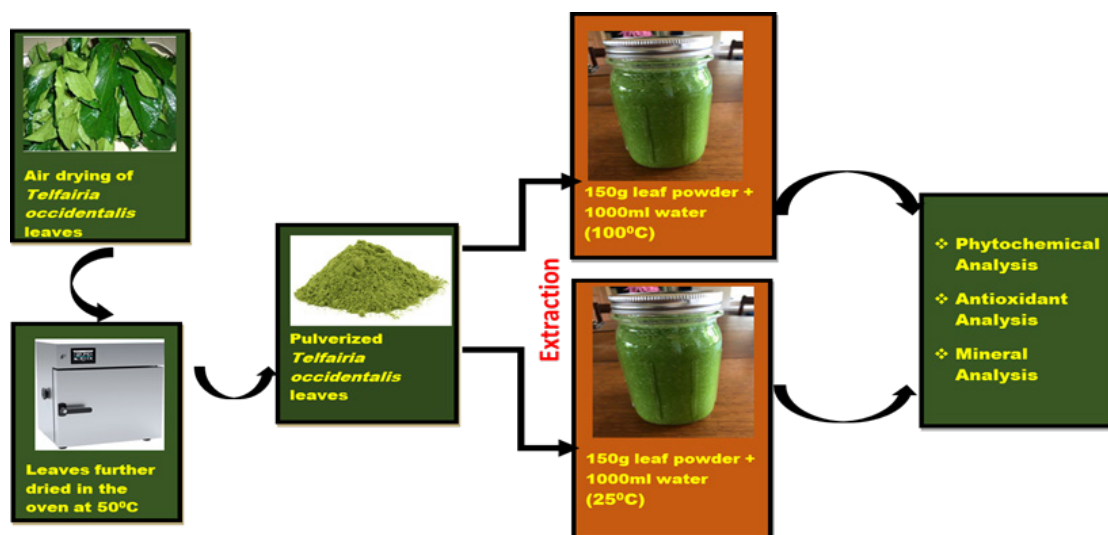 Air drying of
Telfairia
occidentalis
leaves
Leaves further
dried in the
oven at 50⁰C
Pulverized
Telfairia
occidentalis
leaves
Extraction
150g leaf powder +
1000ml water
(100⁰C)
150g leaf powder +
1000ml water
(25⁰C)
❖ Phytochemical
Analysis
❖ Antioxidant
Analysis
❖ Mineral
Analysis